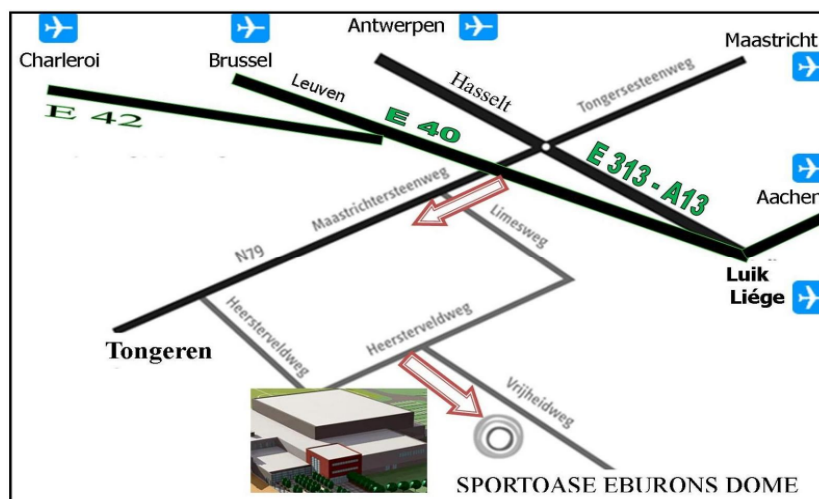 Antwerpen
Charleroi
Brussel
Maastricht
Leuven
Hasselt
Tongersesteenweg
E 42
E 40
E 313 - A13
Aachen
Maastrichtersteenweg
Limesweg
N79
Luik
Liége
Heersterveldweg
Heersterveldweg
Tongeren
Vrijheidweg
SPORTOASE EBURONS DOME